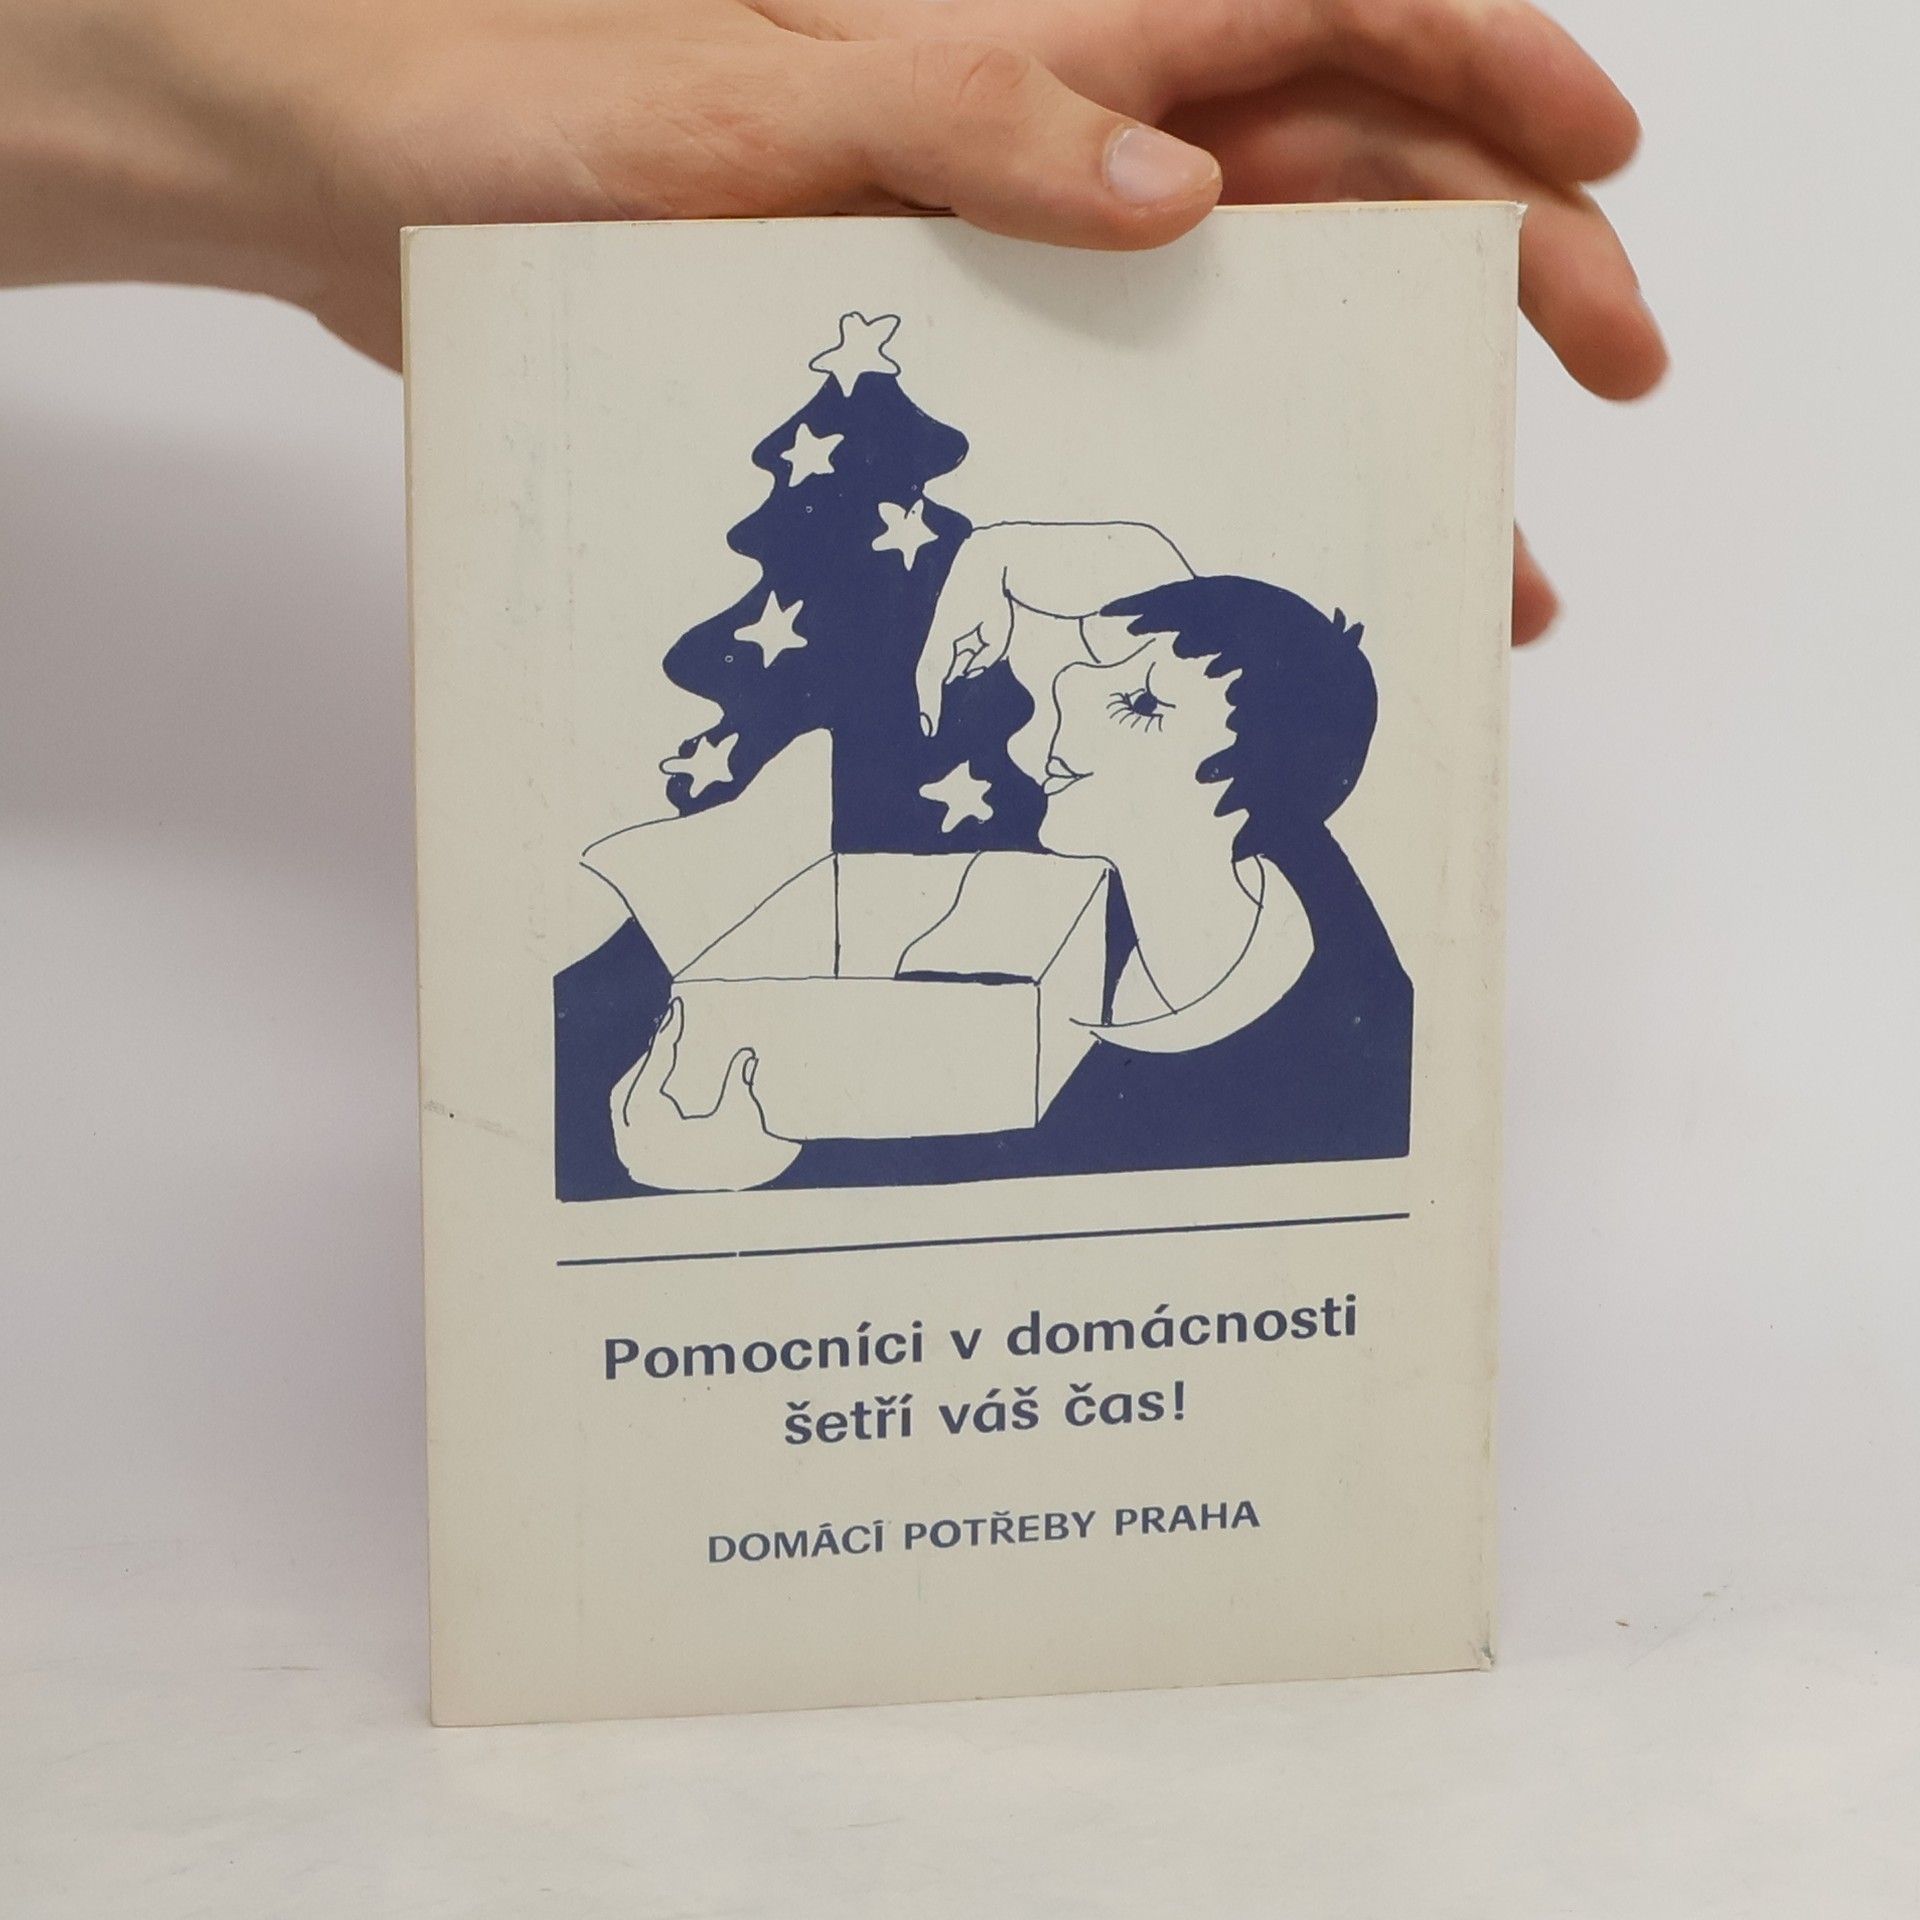 Pomocníci v domácnosti
šetří váš čas!
DOMÁCÍ POTŘEBY PRAHA